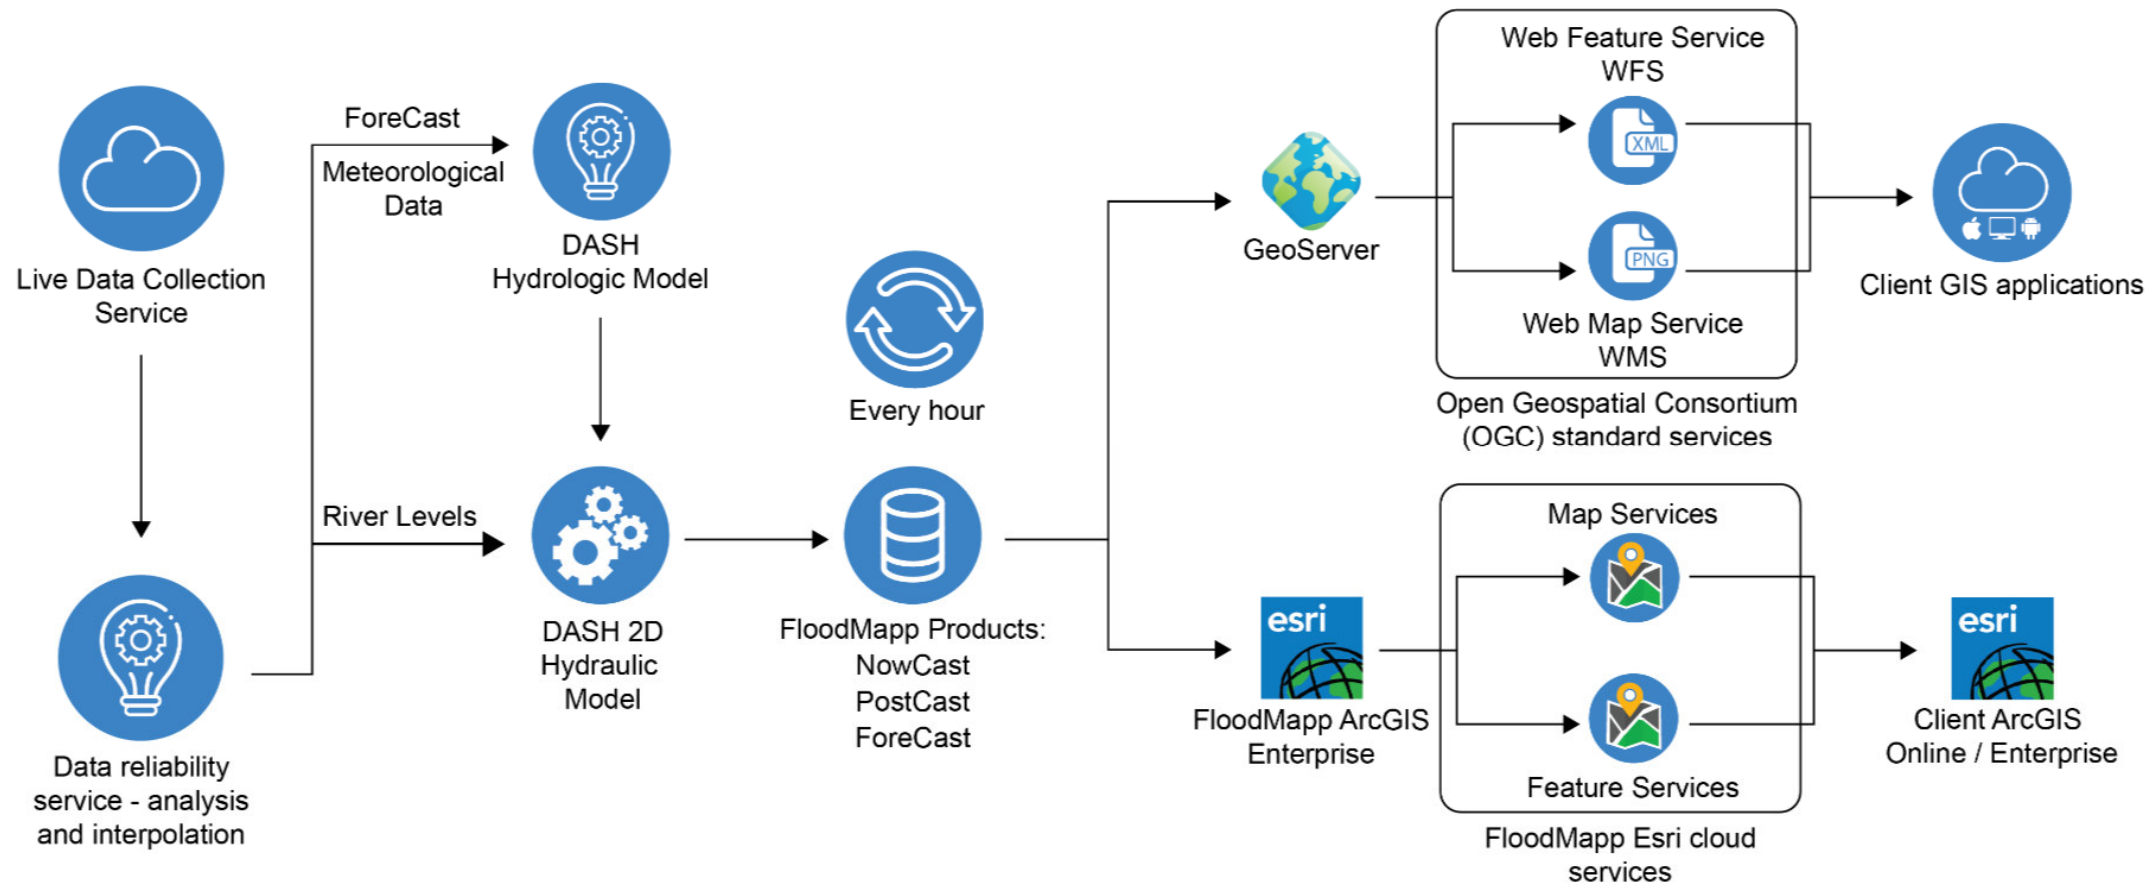 Live Data Collection
Service
Data reliability
service - analysis
and interpolation
ForeCast
Meteorological
Data
River Levels
DASH
Hydrologic Model
DASH 2D
Hydraulic
Model
Every hour
FloodMapp Products:
NowCast
PostCast
ForeCast
GeoServer
Web Feature Service
WFS
XML
PNG
Web Map Service
WMS
Open Geospatial Consortium
(OGC) standard services
Client GIS applications
esri
FloodMapp ArcGIS
Enterprise
Map Services
Feature Services
FloodMapp Esri cloud
services
esri
Client ArcGIS
Online / Enterprise